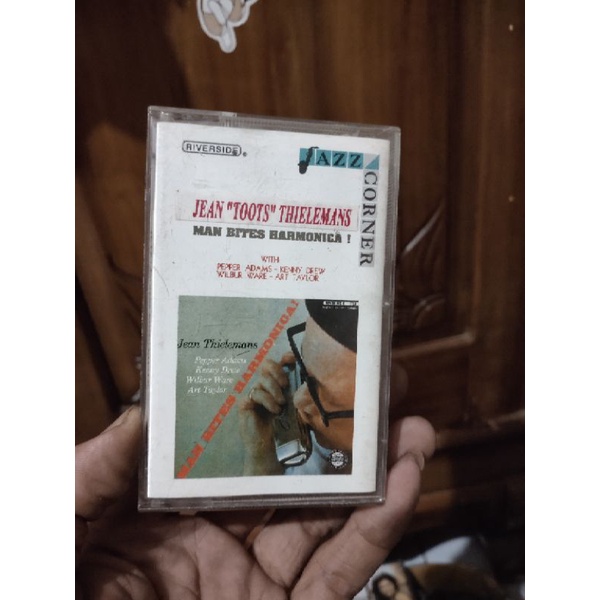 RIVERSIDE ®
JAZZ
CORNER
JEAN "TOOTS" THIELEMANS
MAN BITES HARMONICA !
WITH
PEPPER ADAMS - KENNY DREW
WILBUR WARE - ART TAYLOR
Jean Thielemans
Pepper Adams
Kenny Drew
Wilbur Ware
Art Taylor
MAN BITES HARMONICA!